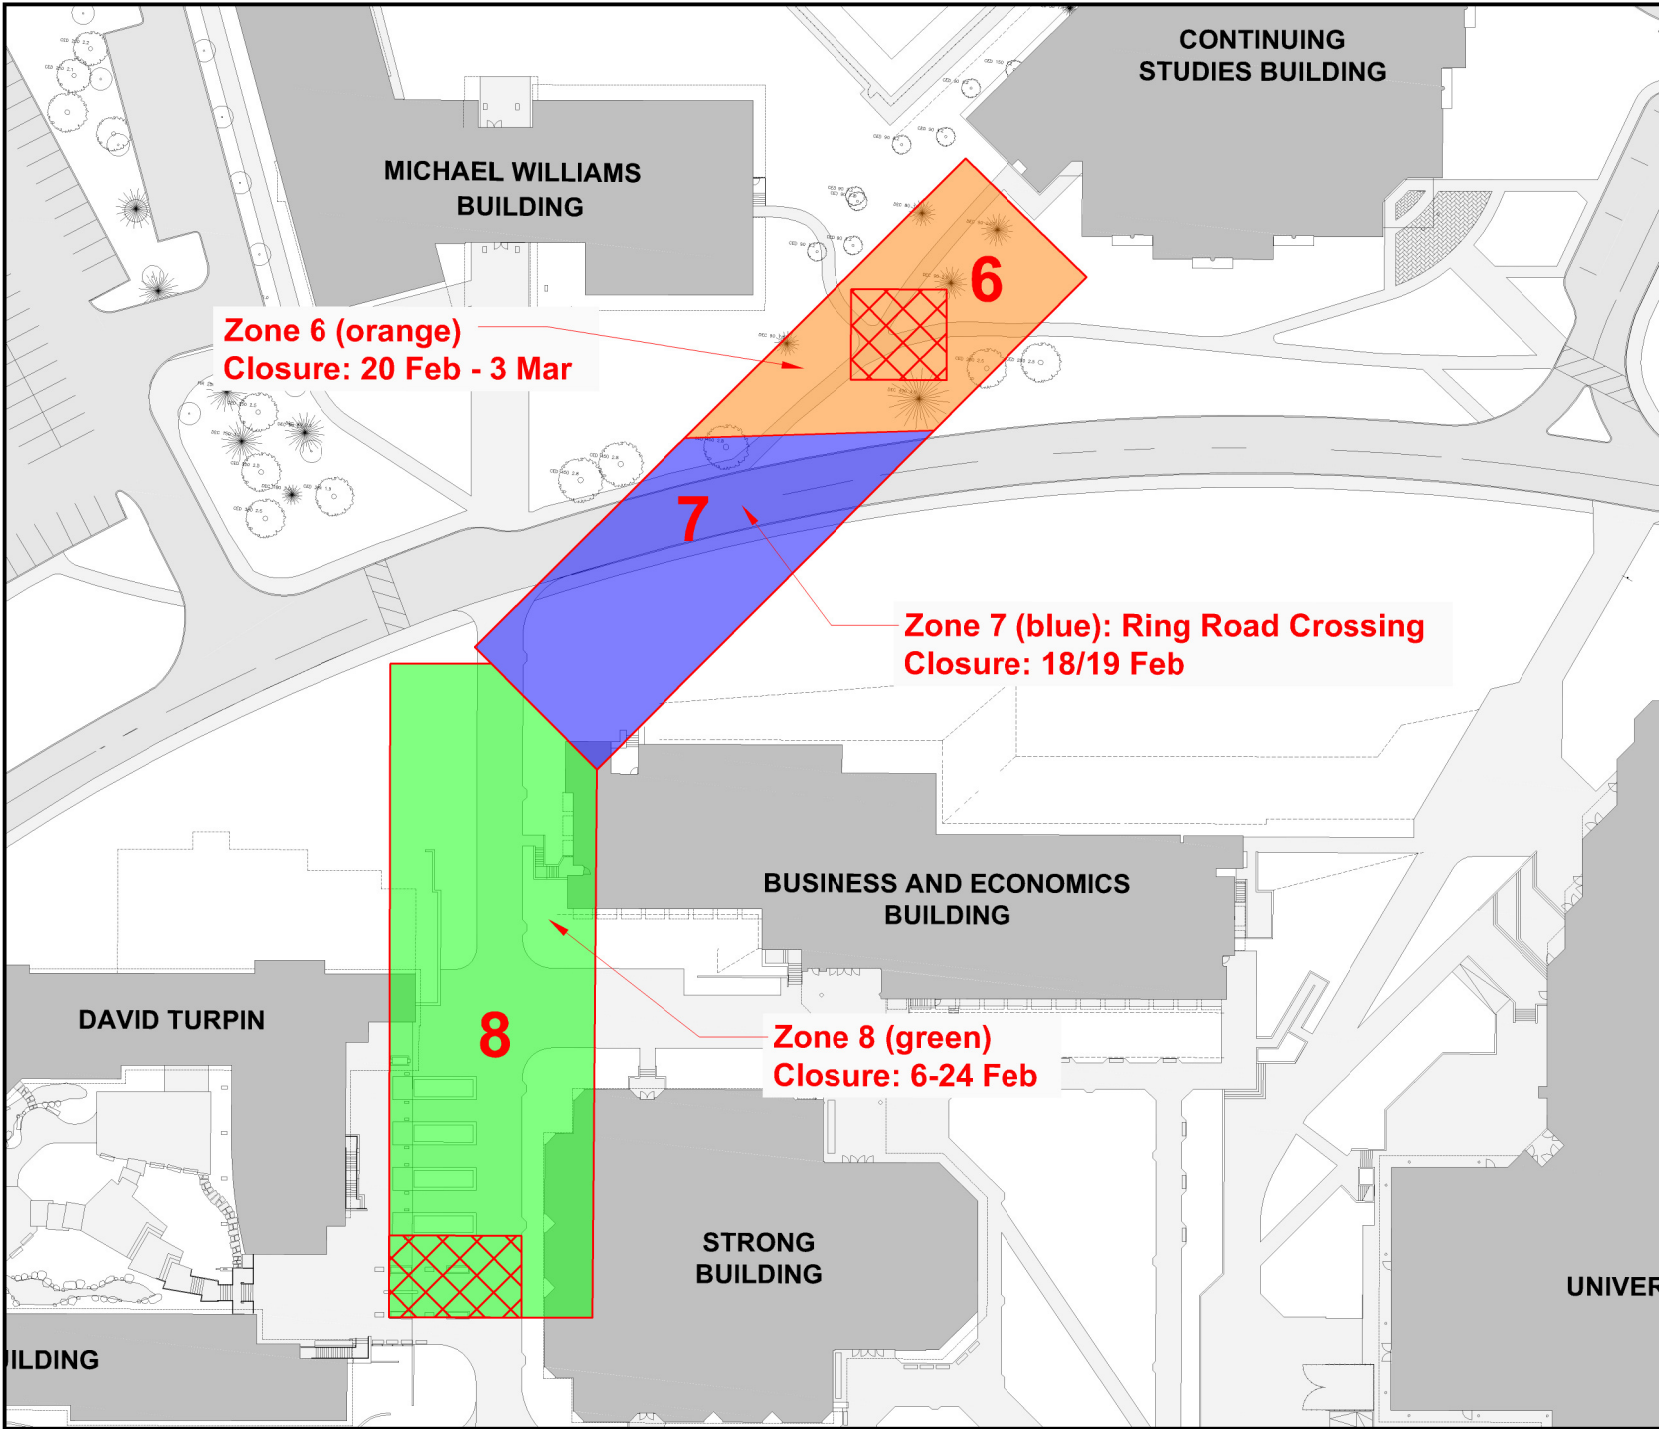 CONTINUING
STUDIES BUILDING
MICHAEL WILLIAMS
BUILDING
6
Zone 6 (orange)
Closure: 20 Feb - 3 Mar
7
Zone 7 (blue): Ring Road Crossing
Closure: 18/19 Feb
BUSINESS AND ECONOMICS
BUILDING
DAVID TURPIN
8
Zone 8 (green)
Closure: 6-24 Feb
STRONG
BUILDING
UNIVER
ILDING